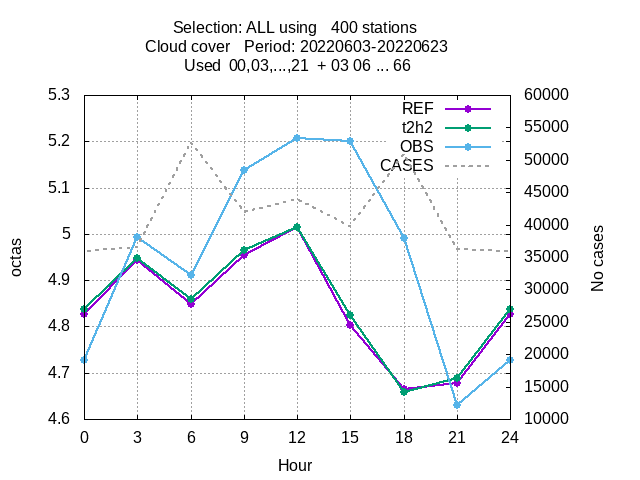 Selection: ALL using   400 stations
Cloud cover   Period: 20220603-20220623
Used  00,03,...,21  + 03 06 ... 66
5.3
5.2
5.1
5
4.9
4.8
4.7
4.6
octas
REF
t2h2
OBS
CASES
60000
55000
50000
45000
40000
35000
30000
25000
20000
15000
10000
No cases
0 3 6 9 12 15 18 21 24
Hour